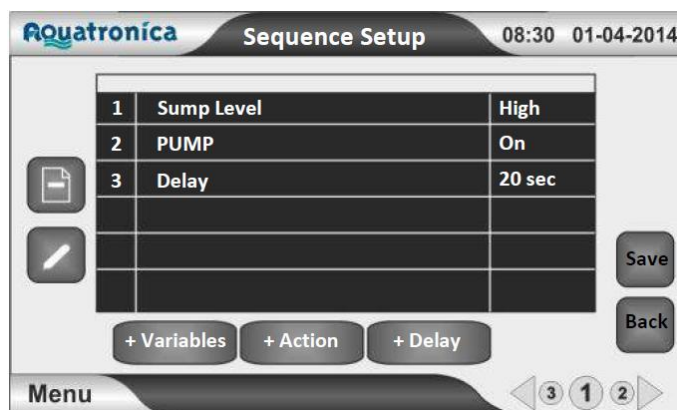 Aquatronica Sequence Setup 08:30 01-04-2014
1 Sump Level High
2 PUMP On
3 Delay 20 sec
Save
Back
+ Variables + Action + Delay
Menu 3 1 2